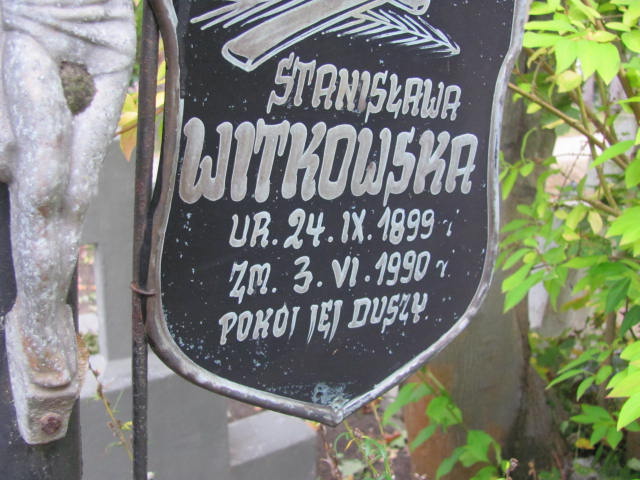 STANISŁAWA
WITKOWSKA
UR. 24. IX. 1899 r.
ZM. 3. VI. 1990 r.
POKÓJ JEJ DUSZY